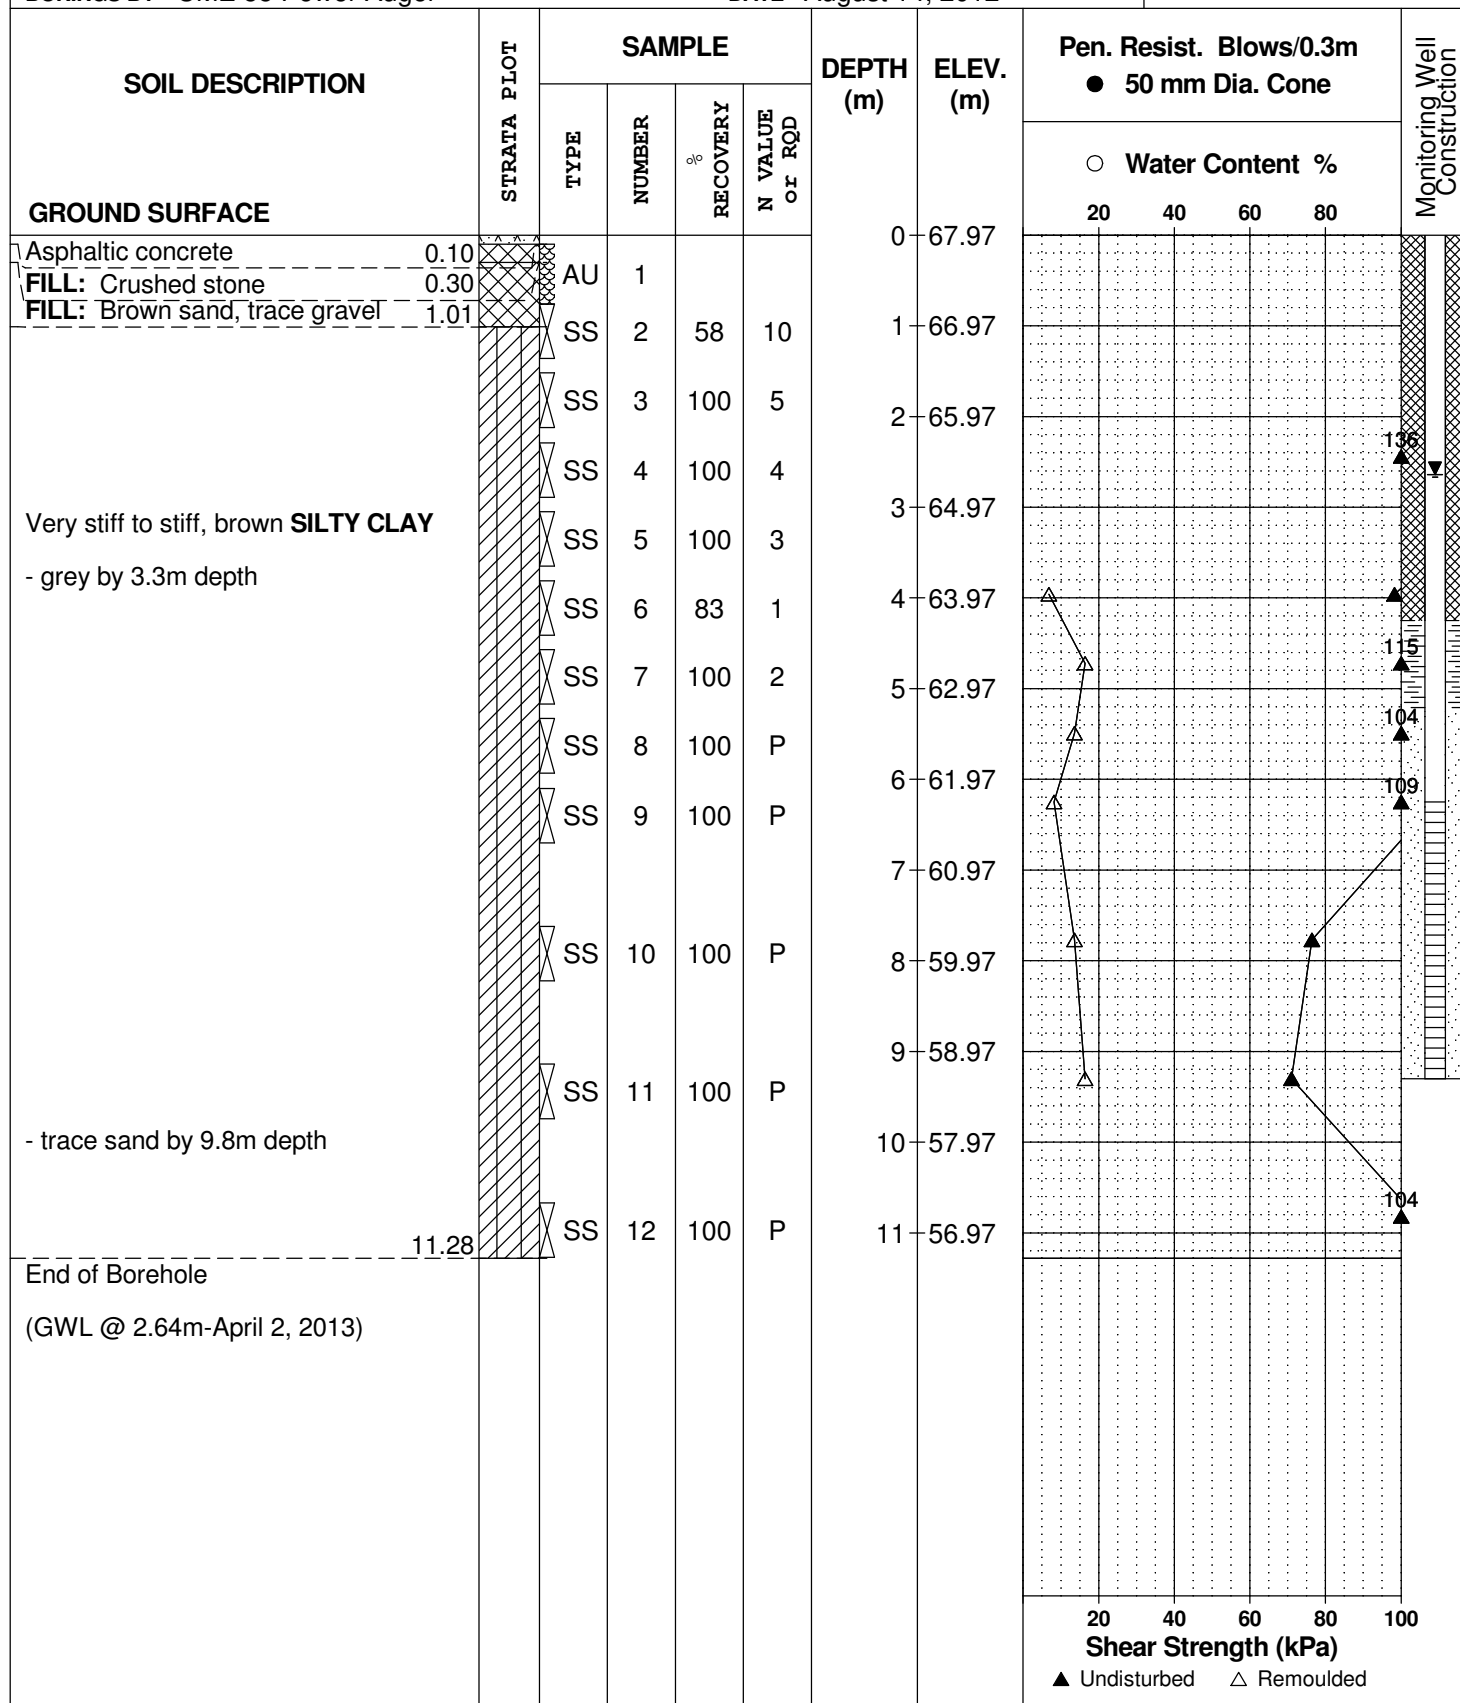 SOIL DESCRIPTION
GROUND SURFACE
STRATA PLOT
SAMPLE
TYPE
NUMBER
% RECOVERY
N VALUE or RQD
DEPTH (m)
ELEV. (m)
Pen. Resist. Blows/0.3m
● 50 mm Dia. Cone
○ Water Content %
20 40 60 80
Monitoring Well Construction
0 67.97
Asphaltic concrete 0.10
FILL: Crushed stone 0.30
FILL: Brown sand, trace gravel 1.01
AU 1
SS 2 58 10
1 66.97
SS 3 100 5
2 65.97
136
SS 4 100 4
3 64.97
Very stiff to stiff, brown SILTY CLAY
SS 5 100 3
- grey by 3.3m depth
SS 6 83 1
4 63.97
115
SS 7 100 2
5 62.97
104
SS 8 100 P
6 61.97
109
SS 9 100 P
7 60.97
SS 10 100 P
8 59.97
9 58.97
SS 11 100 P
- trace sand by 9.8m depth
10 57.97
104
SS 12 100 P
11 56.97
11.28
End of Borehole
(GWL @ 2.64m-April 2, 2013)
20 40 60 80 100
Shear Strength (kPa)
▲ Undisturbed △ Remoulded